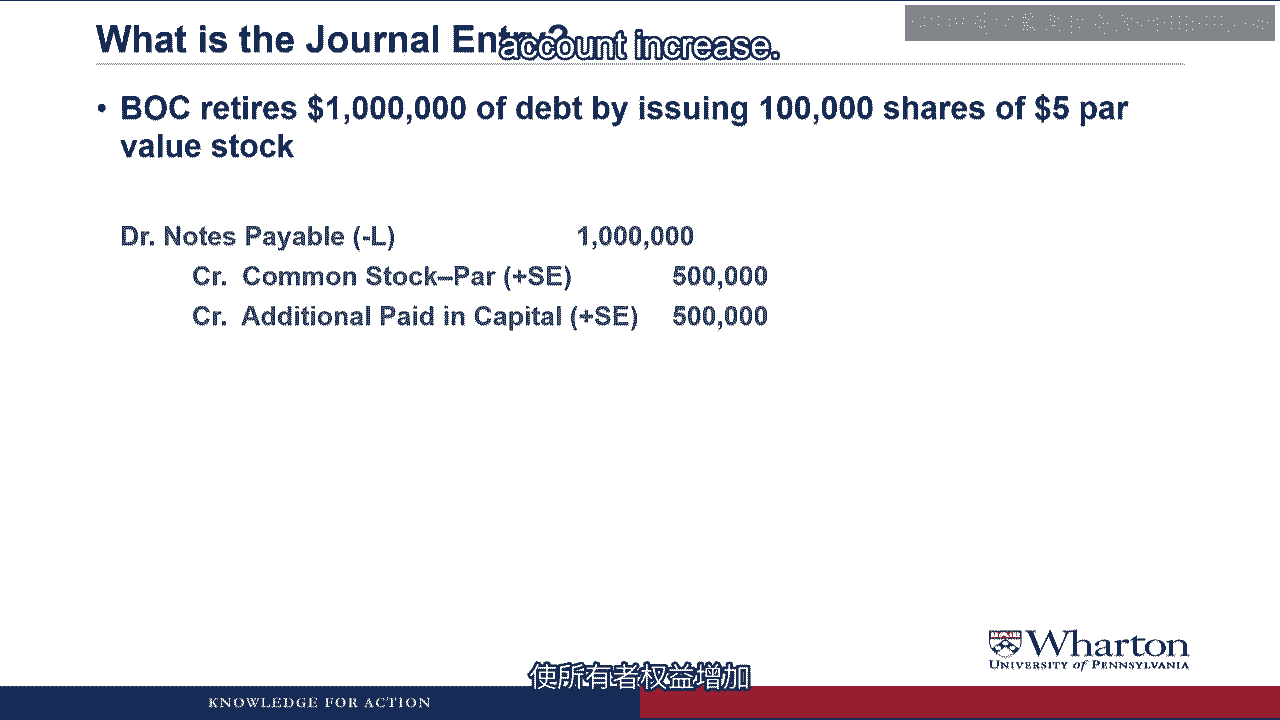 What is the Journal Entry?
account increase.
• BOC retires $1,000,000 of debt by issuing 100,000 shares of $5 par
value stock
Dr. Notes Payable (-L) 1,000,000
Cr. Common Stock–Par (+SE) 500,000
Cr. Additional Paid in Capital (+SE) 500,000
Wharton
UNIVERSITY of PENNSYLVANIA
使所有者权益增加
KNOWLEDGE FOR ACTION